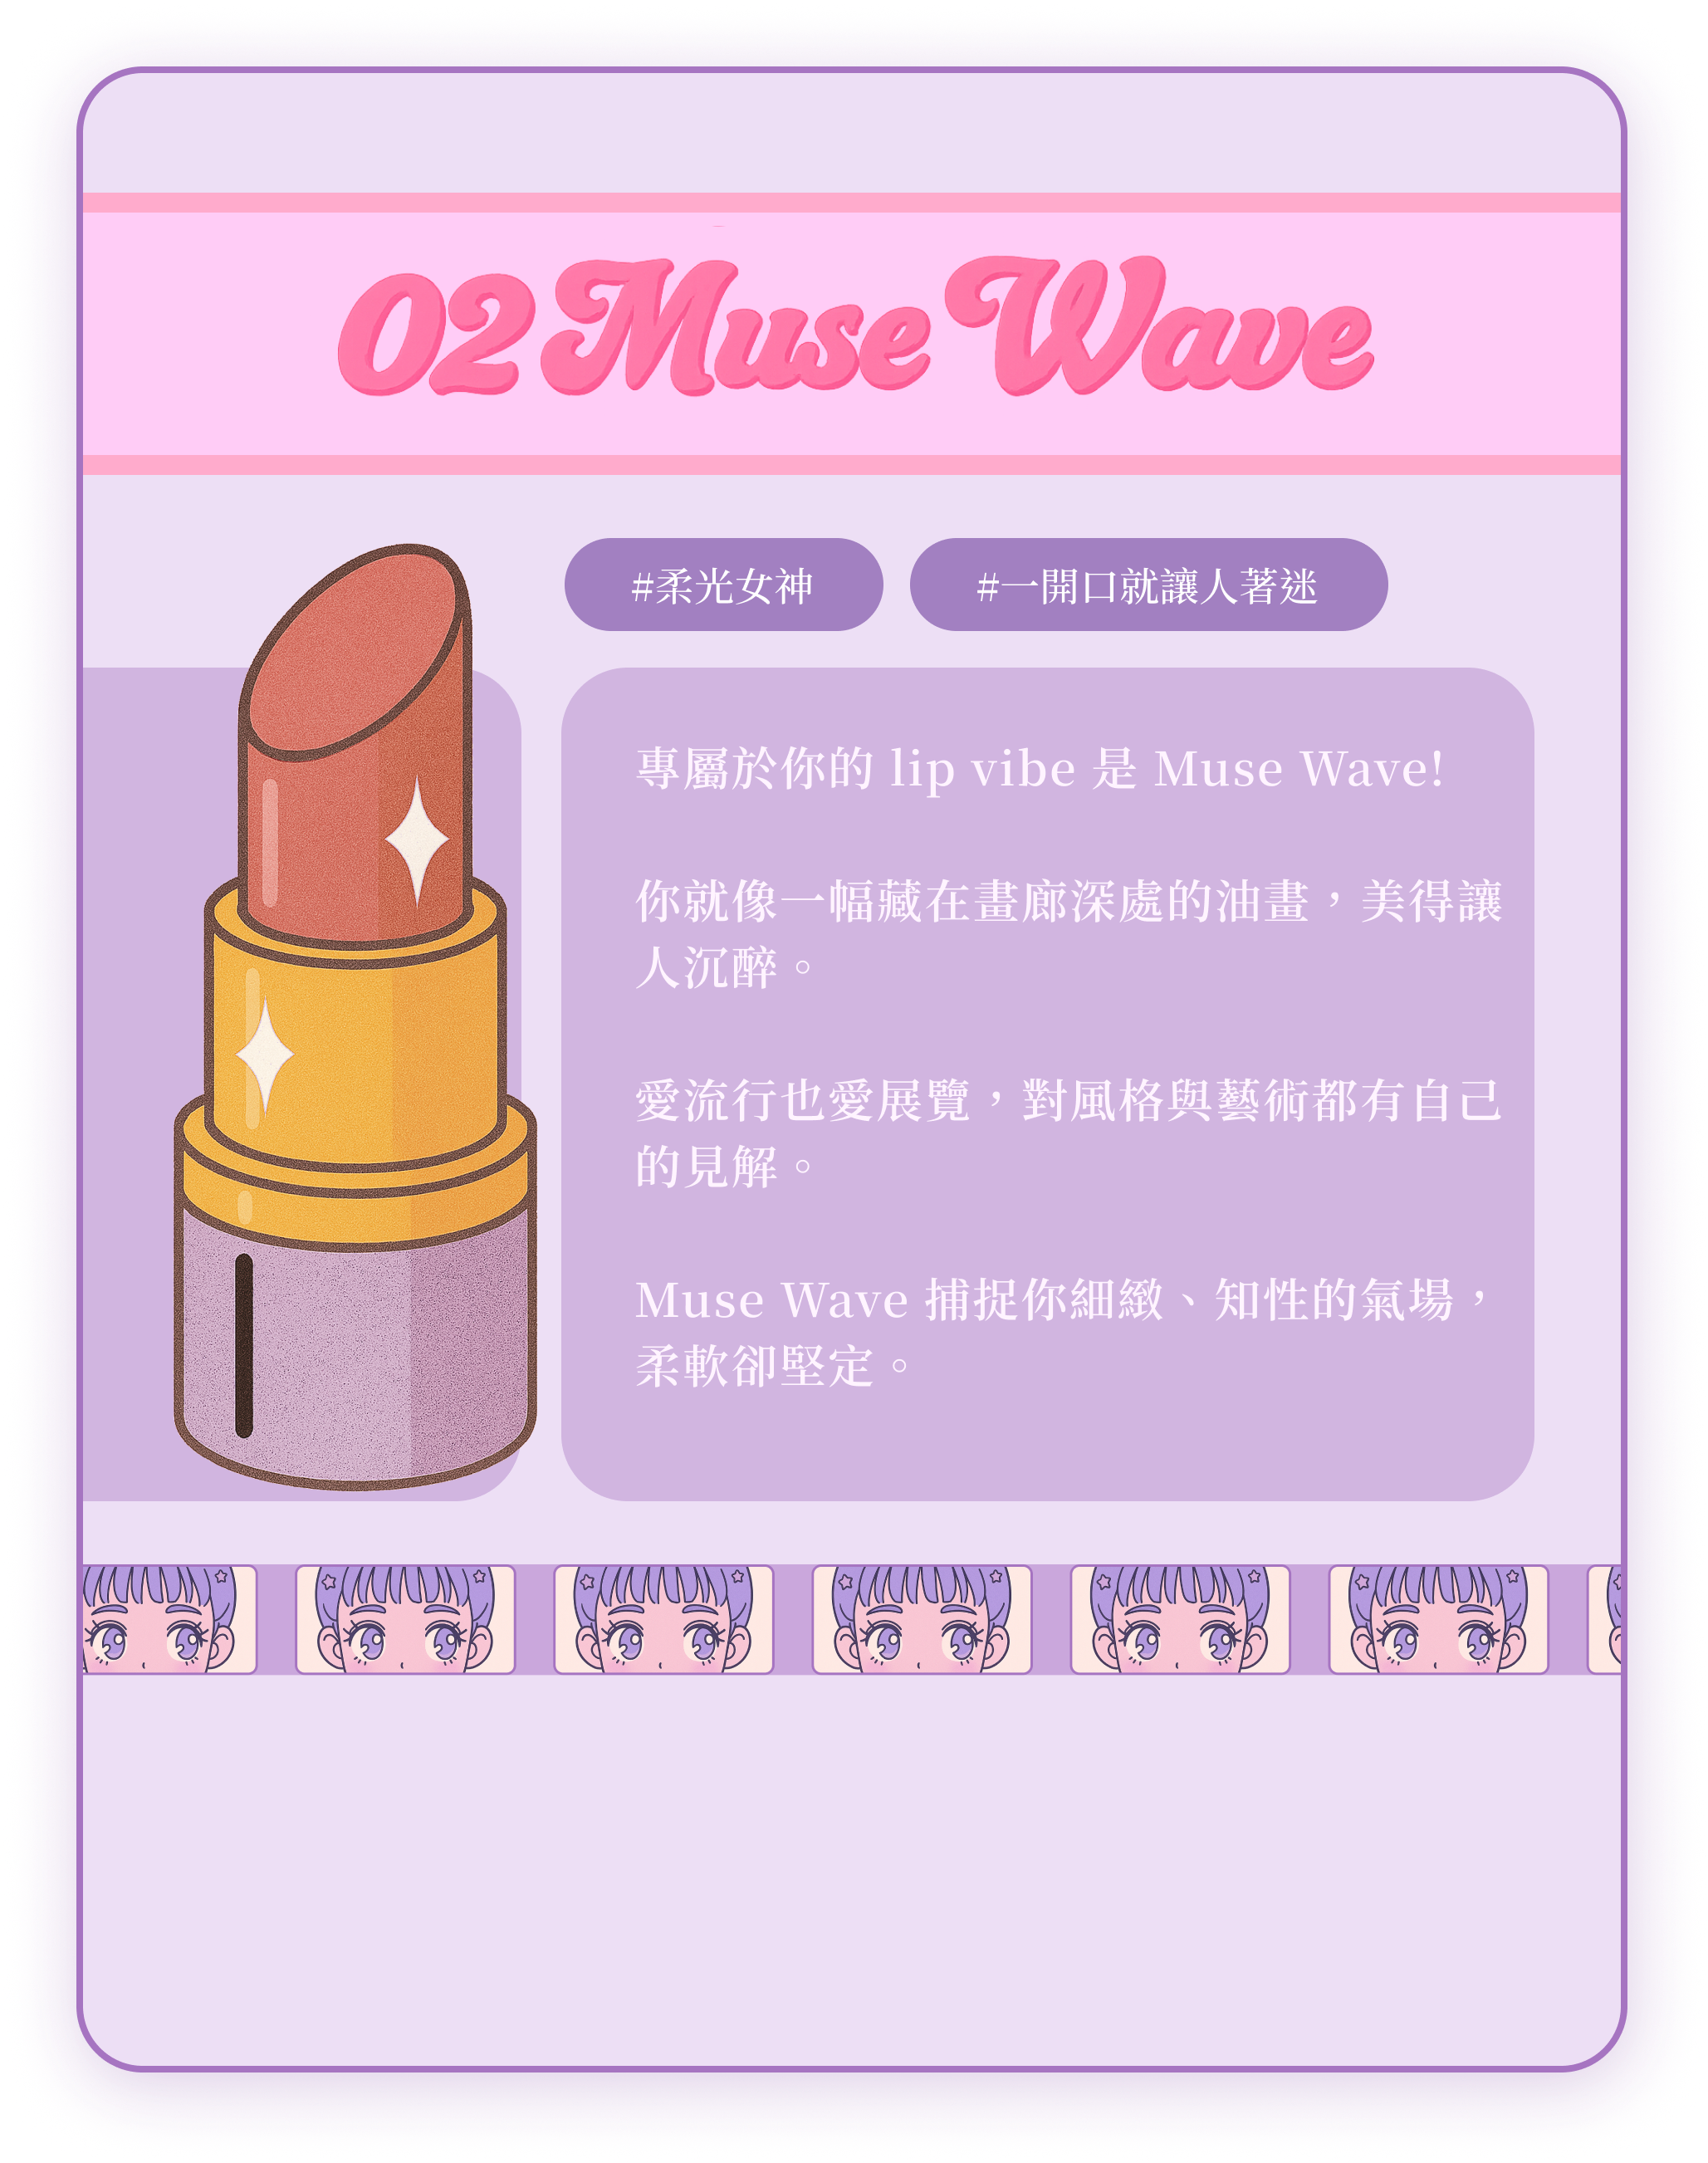 02 Muse Wave
#柔光女神
#一開口就讓人著迷
專屬於你的 lip vibe 是 Muse Wave!
你就像一幅藏在畫廊深處的油畫，美得讓
人沉醉。
愛流行也愛展覽，對風格與藝術都有自己
的見解。
Muse Wave 捕捉你細緻、知性的氣場，
柔軟卻堅定。